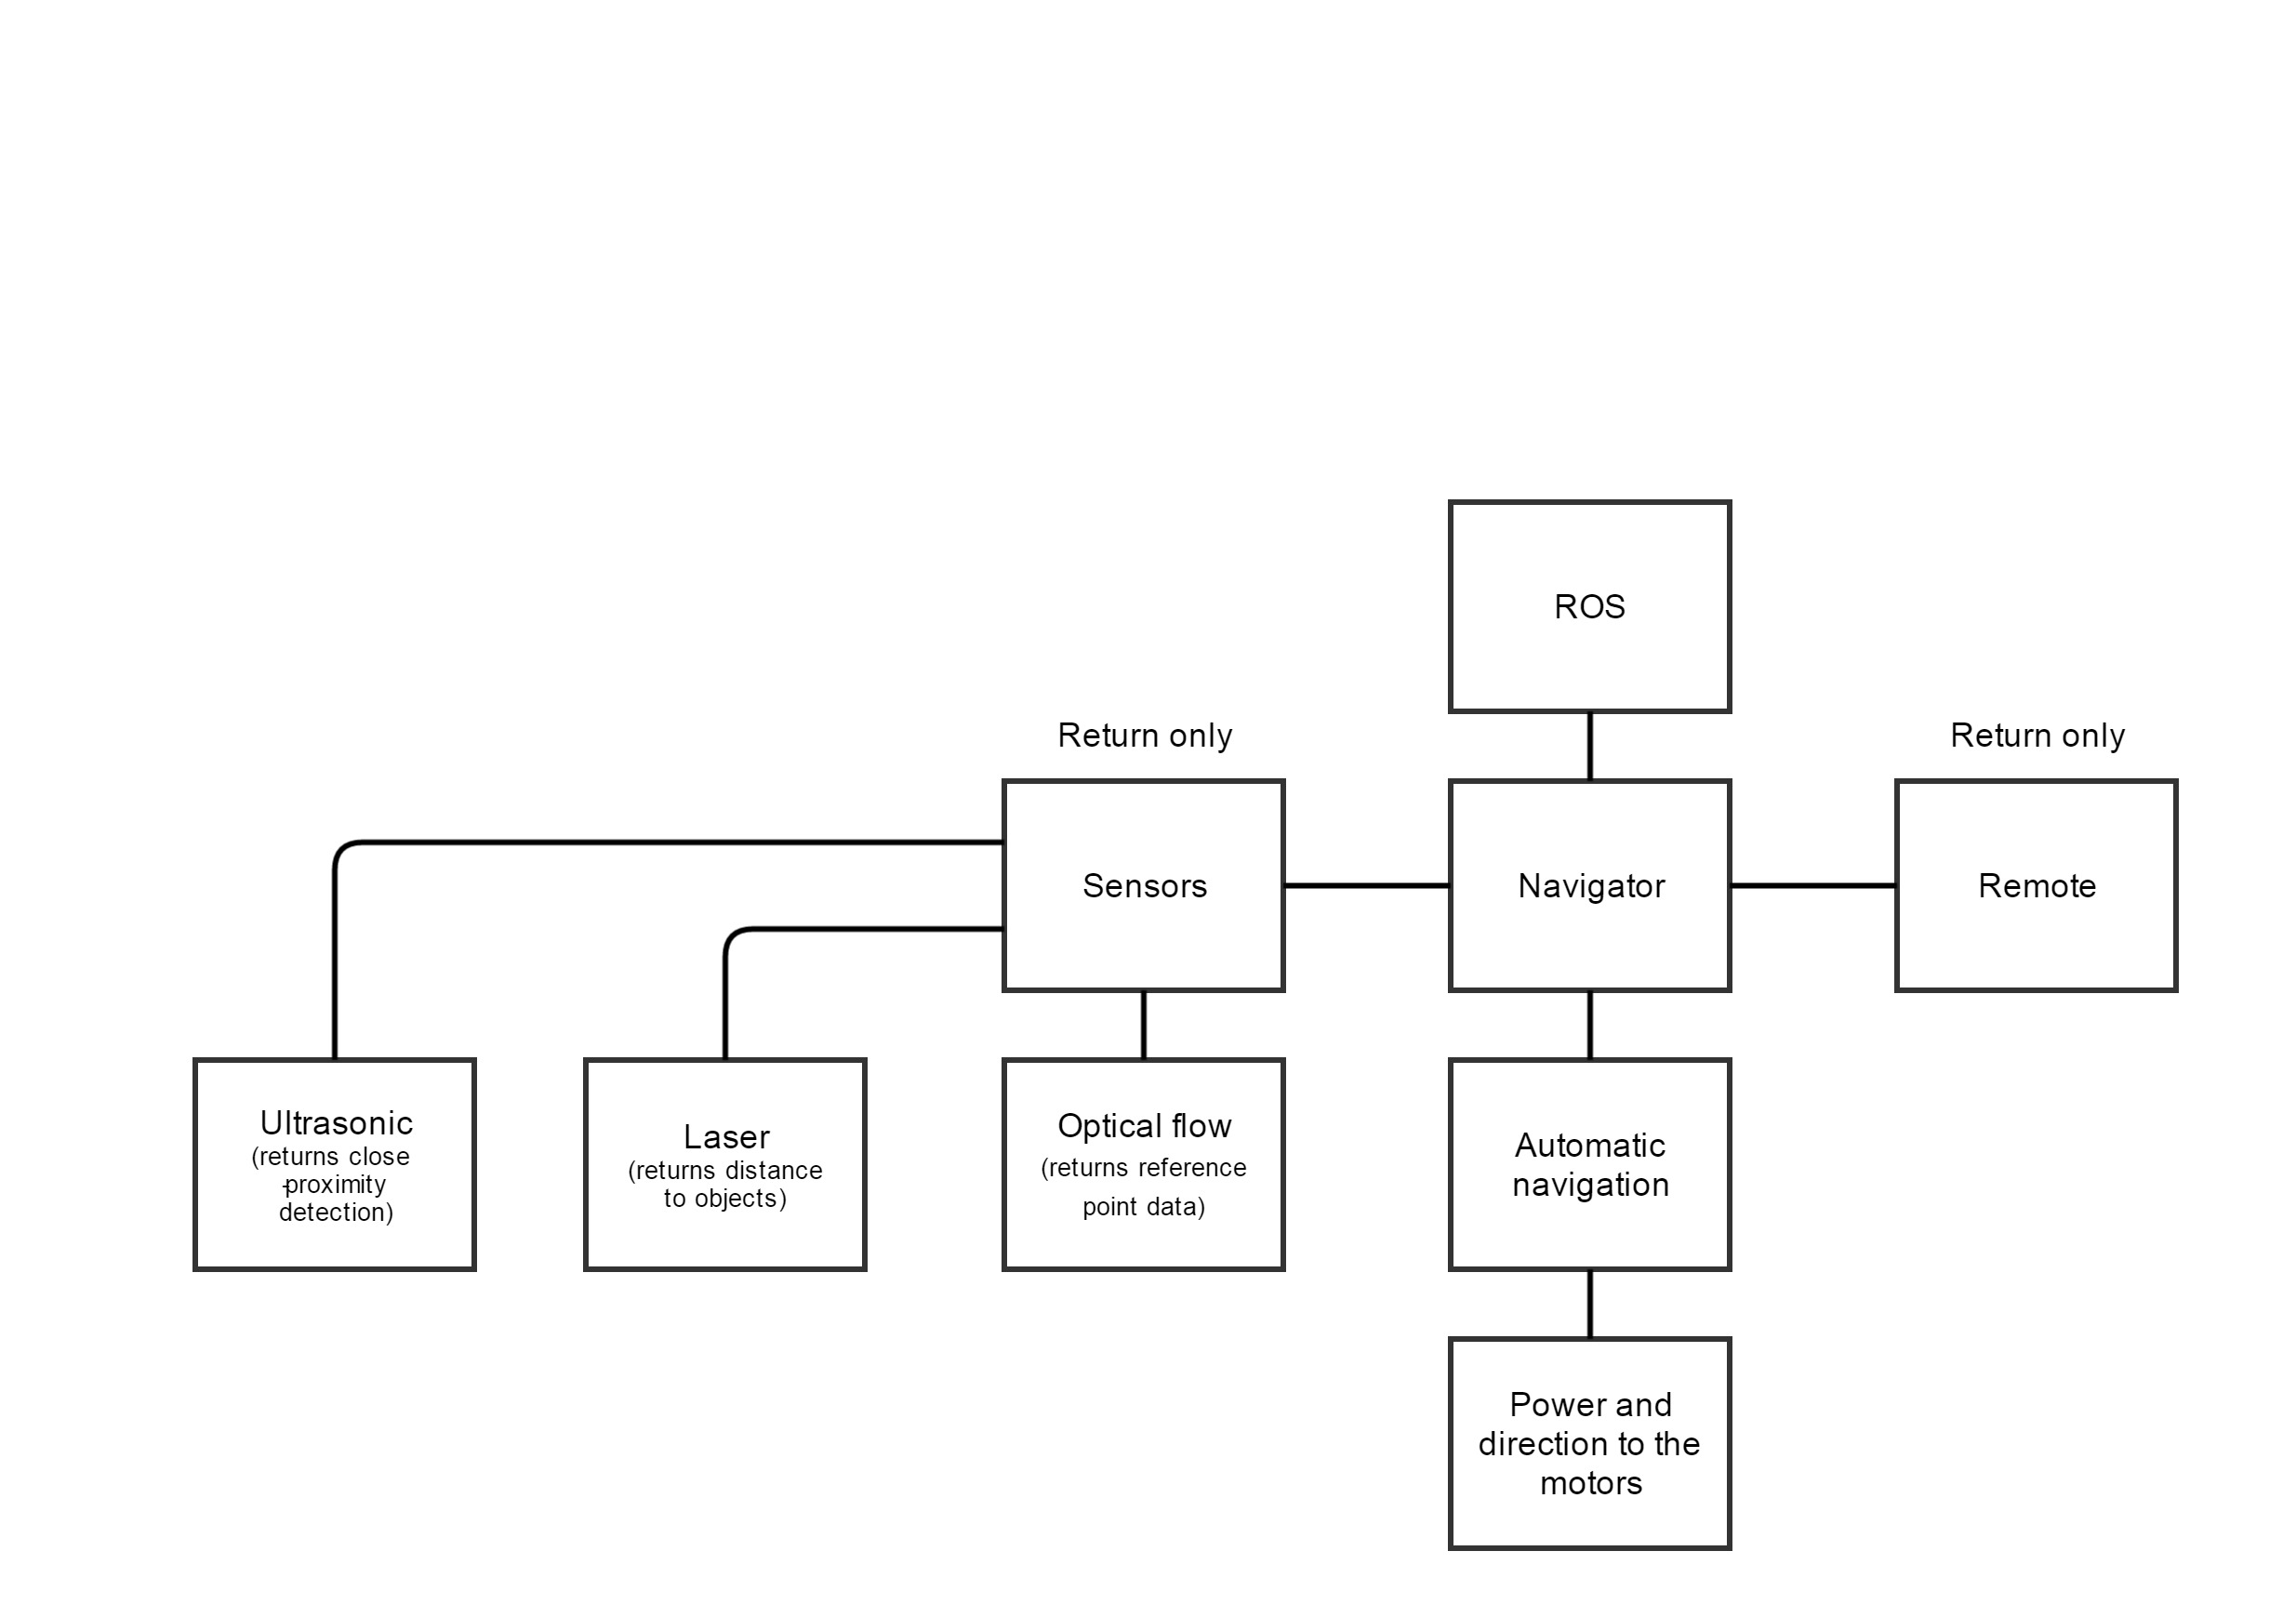 ROS
Return only
Return only
Sensors
Navigator
Remote
Ultrasonic
(returns close
-proximity
detection)
Laser
(returns distance
to objects)
Optical flow
(returns reference
point data)
Automatic
navigation
Power and
direction to the
motors